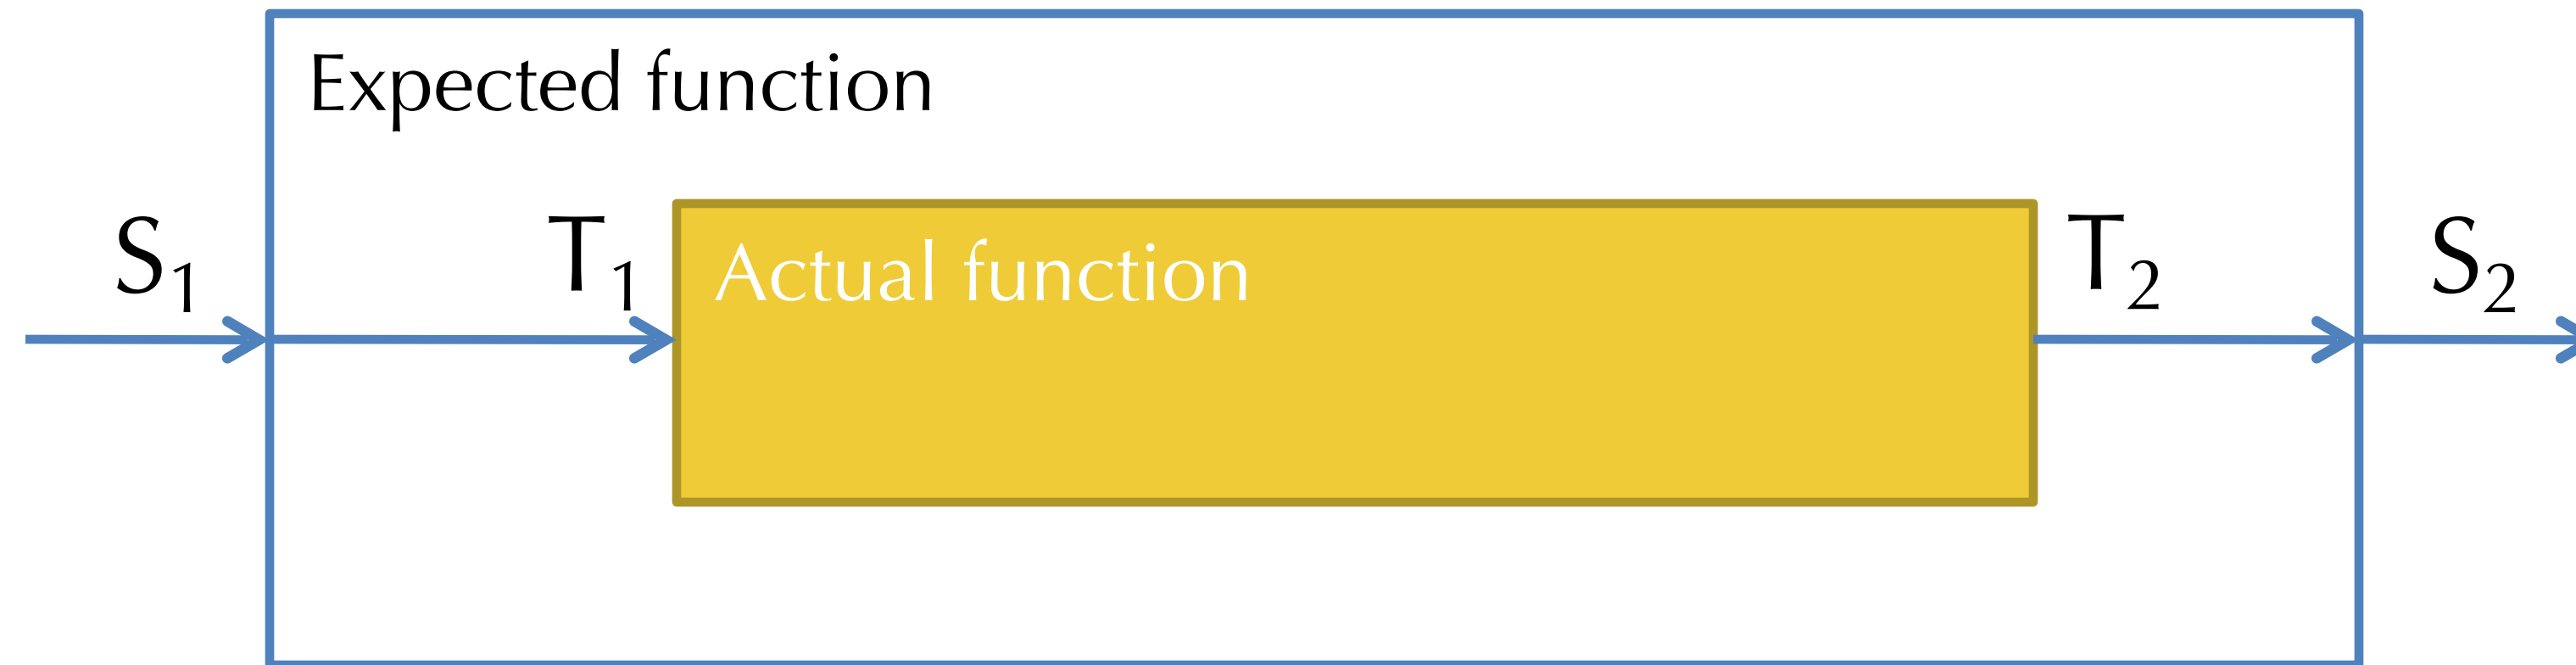 Expected function
S₁
T₁
Actual function
T₂
S₂